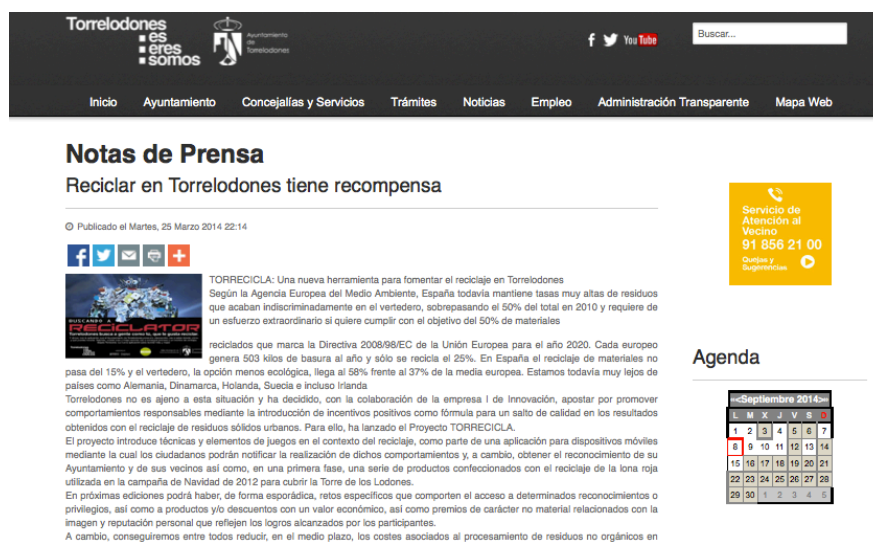 Torrelodones
es
eres
somos
Ayuntamiento
de
Torrelodones
f You Tube
Buscar...
Inicio Ayuntamiento Concejalías y Servicios Trámites Noticias Empleo Administración Transparente Mapa Web
Notas de Prensa
Reciclar en Torrelodones tiene recompensa
Publicado el Martes, 25 Marzo 2014 22:14
BUSCANDO A
RECICLATOR
TORRECICLA: Una nueva herramienta para fomentar el reciclaje en Torrelodones
Según la Agencia Europea del Medio Ambiente, España todavía mantiene tasas muy altas de residuos
que acaban indiscriminadamente en el vertedero, sobrepasando el 50% del total en 2010 y requiere de
un esfuerzo extraordinario si quiere cumplir con el objetivo del 50% de materiales
reciclados que marca la Directiva 2008/98/EC de la Unión Europea para el año 2020. Cada europeo
genera 503 kilos de basura al año y sólo se recicla el 25%. En España el reciclaje de materiales no
pasa del 15% y el vertedero, la opción menos ecológica, llega al 58% frente al 37% de la media europea. Estamos todavía muy lejos de
países como Alemania, Dinamarca, Holanda, Suecia e incluso Irlanda
Torrelodones no es ajeno a esta situación y ha decidido, con la colaboración de la empresa I de Innovación, apostar por promover
comportamientos responsables mediante la introducción de incentivos positivos como fórmula para un salto de calidad en los resultados
obtenidos con el reciclaje de residuos sólidos urbanos. Para ello, ha lanzado el Proyecto TORRECICLA.
El proyecto introduce técnicas y elementos de juegos en el contexto del reciclaje, como parte de una aplicación para dispositivos móviles
mediante la cual los ciudadanos podrán notificar la realización de dichos comportamientos y, a cambio, obtener el reconocimiento de su
Ayuntamiento y de sus vecinos así como, en una primera fase, una serie de productos confeccionados con el reciclaje de la lona roja
utilizada en la campaña de Navidad de 2012 para cubrir la Torre de los Lodones.
En próximas ediciones podrá haber, de forma esporádica, retos específicos que comporten el acceso a determinados reconocimientos o
privilegios, así como a productos y/o descuentos con un valor económico, así como premios de carácter no material relacionados con la
imagen y reputación personal que reflejen los logros alcanzados por los participantes.
A cambio, conseguiremos entre todos reducir, en el medio plazo, los costes asociados al procesamiento de residuos no orgánicos en
Servicio de
Atención al
Vecino
91 856 21 00
Quejas y
Sugerencias
Agenda
««Septiembre 2014»»
L M X J V S D
1 2 3 4 5 6 7
8 9 10 11 12 13 14
15 16 17 18 19 20 21
22 23 24 25 26 27 28
29 30 1 2 3 4 5